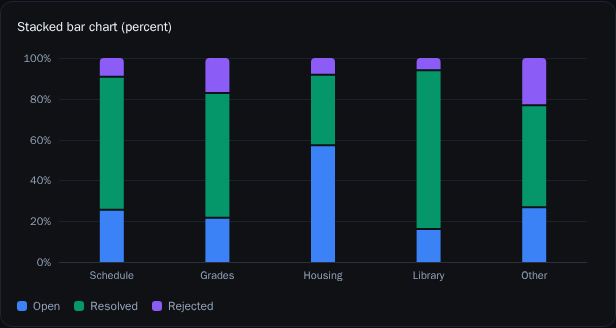 Stacked bar chart (percent)
100%
80%
60%
40%
20%
0%
Schedule Grades Housing Library Other
Open Resolved Rejected